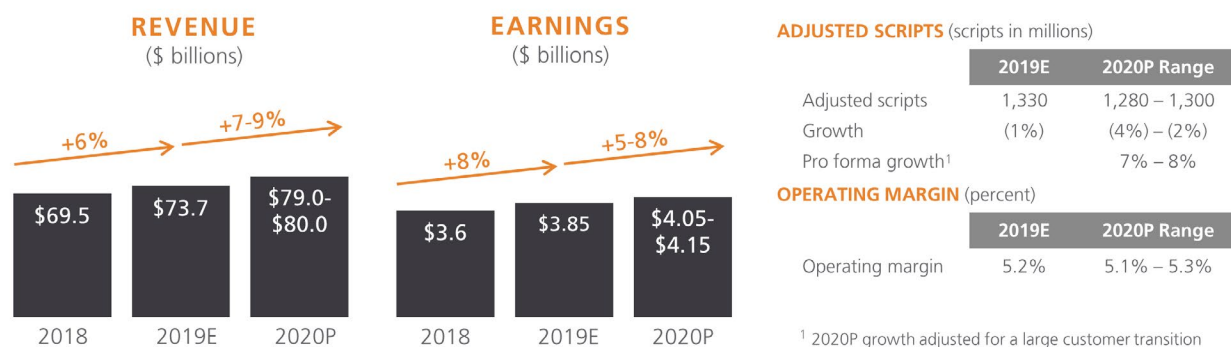 REVENUE
($ billions)
+6%
+7-9%
$69.5
$73.7
$79.0-
$80.0
2018 2019E 2020P
EARNINGS
($ billions)
+8%
+5-8%
$3.6
$3.85
$4.05-
$4.15
2018 2019E 2020P
ADJUSTED SCRIPTS (scripts in millions)
2019E 2020P Range
Adjusted scripts 1,330 1,280 – 1,300
Growth (1%) (4%) – (2%)
Pro forma growth¹ 7% – 8%
OPERATING MARGIN (percent)
2019E 2020P Range
Operating margin 5.2% 5.1% – 5.3%
¹ 2020P growth adjusted for a large customer transition